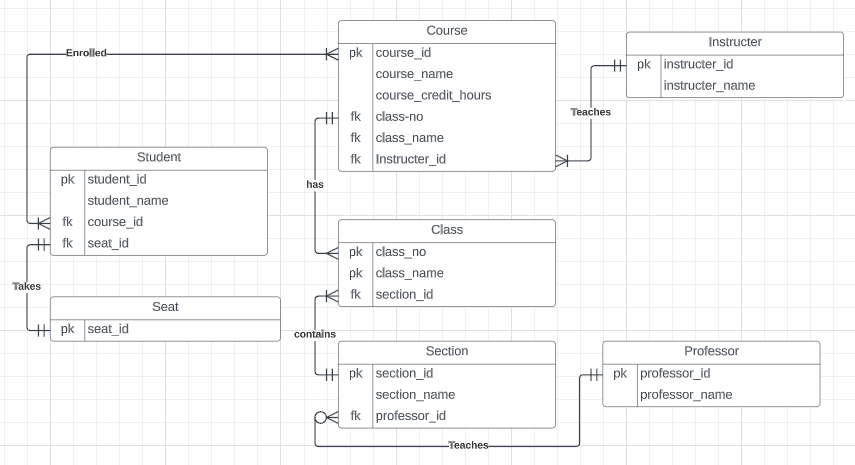 Course
pk course_id
course_name
course_credit_hours
fk class-no
fk class_name
fk Instructer_id
Instructer
pk instructer_id
instructer_name
Enrolled
Teaches
Student
pk student_id
student_name
fk course_id
fk seat_id
has
Class
pk class_no
pk class_name
fk section_id
Takes
Seat
pk seat_id
contains
Section
pk section_id
section_name
fk professor_id
Professor
pk professor_id
professor_name
Teaches